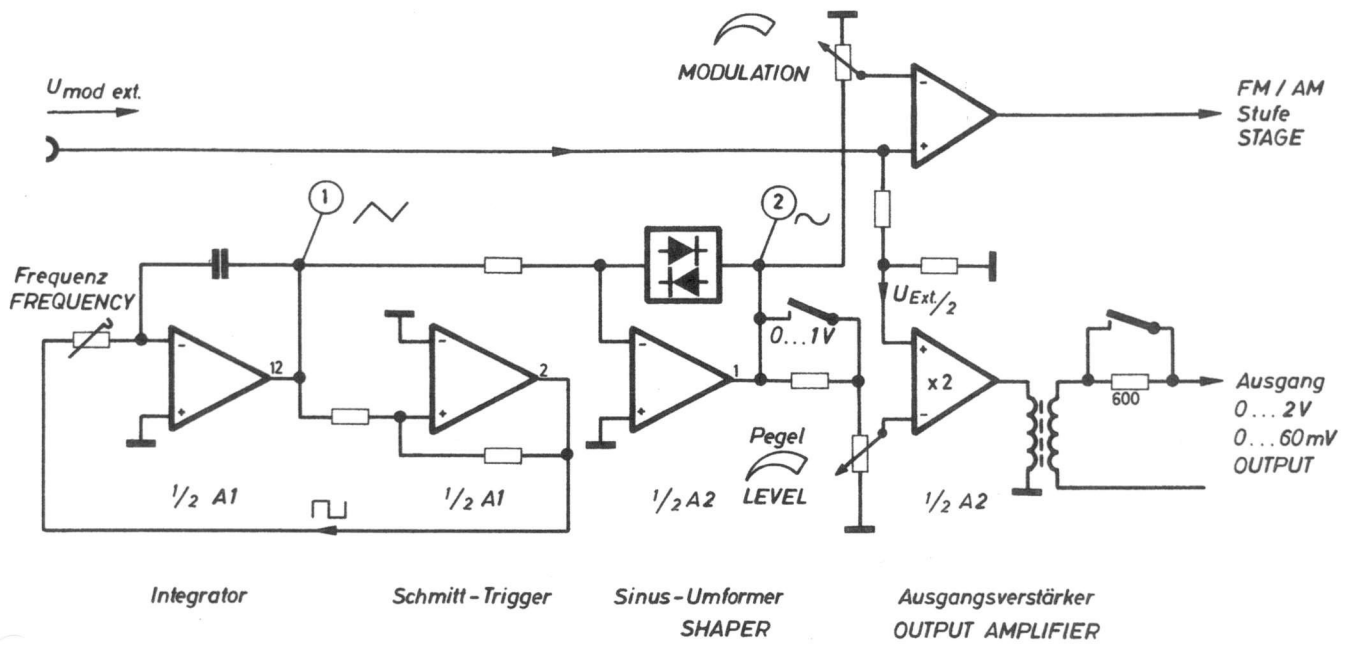 MODULATION
U mod ext.
FM / AM
Stufe
STAGE
1
2
Frequenz
FREQUENCY
UExt/2
0...1V
-
+
-
+
12
-
+
2
-
+
1
+
x 2
-
600
Ausgang
0... 2V
0...60mV
OUTPUT
Pegel
LEVEL
1/2 A1
1/2 A1
1/2 A2
1/2 A2
Integrator
Schmitt-Trigger
Sinus-Umformer
SHAPER
Ausgangsverstärker
OUTPUT AMPLIFIER